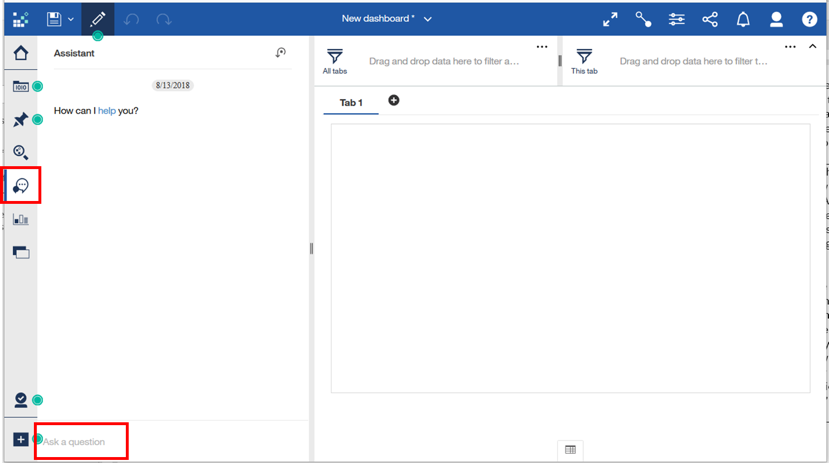 New dashboard *
?
Assistant
8/13/2018
How can I help you?
All tabs
Drag and drop data here to filter a...
This tab
Drag and drop data here to filter t...
Tab 1
1010
Ask a question